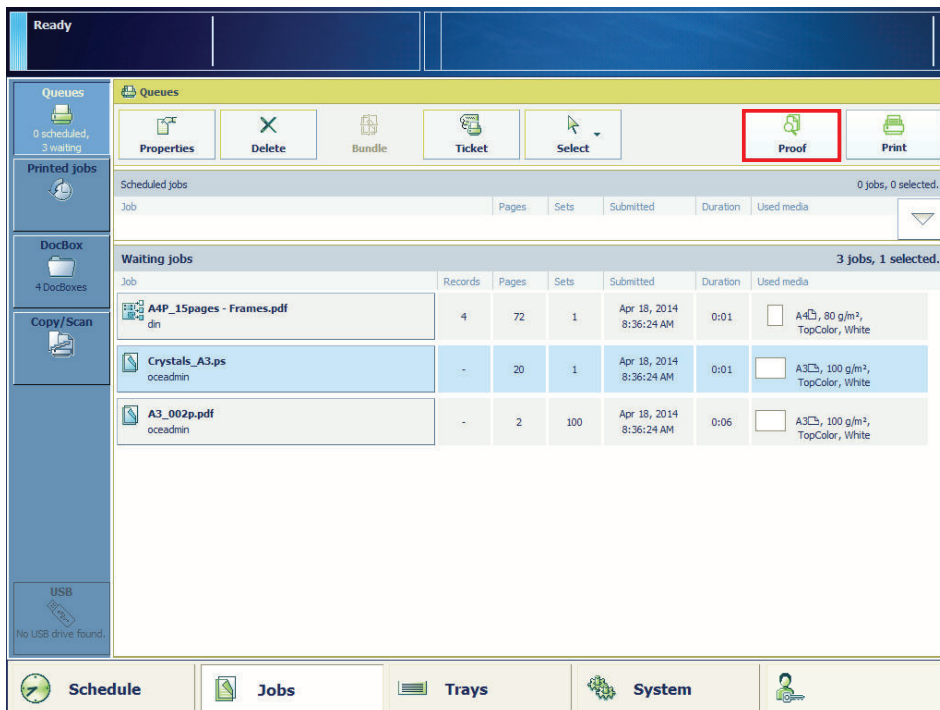 Ready
Queues
0 scheduled,
3 waiting
Printed jobs
DocBox
4 DocBoxes
Copy/Scan
USB
No USB drive found.
Queues
Properties
Delete
Bundle
Ticket
Select
Proof
Print
Scheduled jobs
0 jobs, 0 selected.
Job Pages Sets Submitted Duration Used media
Waiting jobs
3 jobs, 1 selected.
Job Records Pages Sets Submitted Duration Used media
A4P_15pages - Frames.pdf
din
4 72 1
Apr 18, 2014
8:36:24 AM
0:01
A4, 80 g/m²,
TopColor, White
Crystals_A3.ps
oceadmin
- 20 1
Apr 18, 2014
8:36:24 AM
0:01
A3, 100 g/m²,
TopColor, White
A3_002p.pdf
oceadmin
- 2 100
Apr 18, 2014
8:36:24 AM
0:06
A3, 100 g/m²,
TopColor, White
Schedule
Jobs
Trays
System